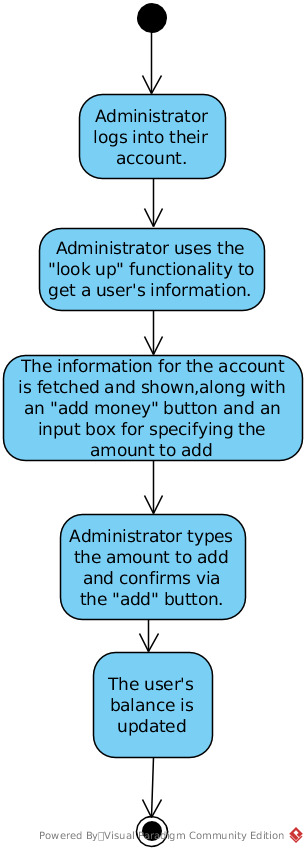 Administrator
logs into their
account.
Administrator uses the
"look up" functionality to
get a user's information.
The information for the account
is fetched and shown,along with
an "add money" button and an
input box for specifying the
amount to add
Administrator types
the amount to add
and confirms via
the "add" button.
The user's
balance is
updated
Powered By Visual Paradigm Community Edition